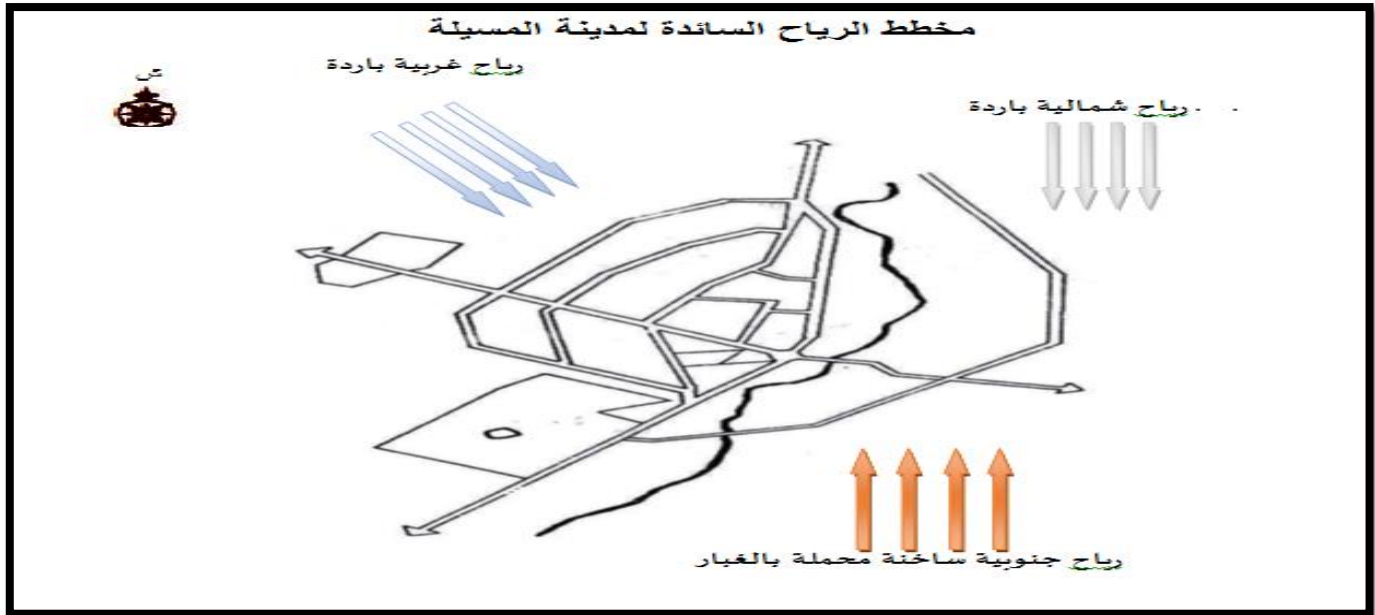 مخطط الرياح السائدة لمدينة المسيلة
رياح غربية باردة
ش
. رياح شمالية باردة .
رياح جنوبية ساخنة محملة بالغبار